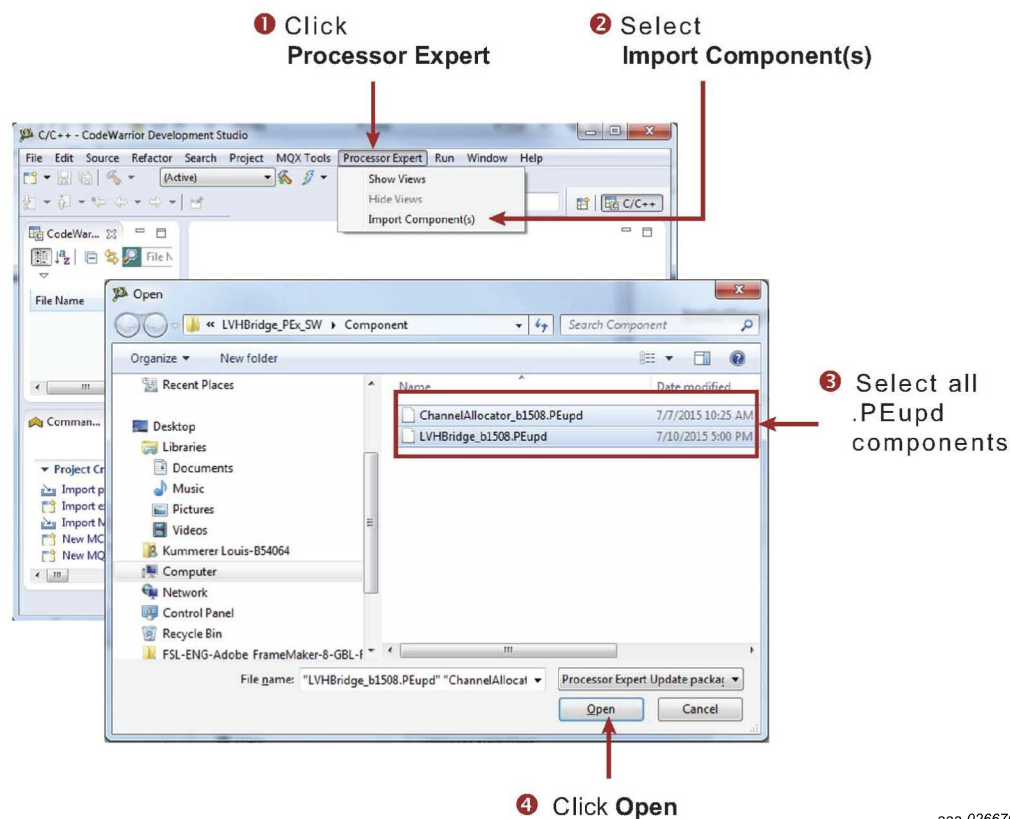 ❶ Click
Processor Expert
❷ Select
Import Component(s)
C/C++ - CodeWarrior Development Studio
File Edit Source Refactor Search Project MQX Tools Processor Expert Run Window Help
(Active)
Show Views
Hide Views
Import Component(s)
C/C++
CodeWar...
File N
File Name
Open
« LVHBridge_PEx_SW ▸ Component
Search Component
Organize ▾ New folder
Recent Places
Name
Date modified
Desktop
Libraries
Documents
Music
Pictures
Videos
Kummerer Louis-B54064
Computer
Network
Control Panel
Recycle Bin
FSL-ENG-Adobe FrameMaker-8-GBL-F
ChannelAllocator_b1508.PEupd 7/7/2015 10:25 AM
LVHBridge_b1508.PEupd 7/10/2015 5:00 PM
❸ Select all
.PEupd
components
Comman...
Project Cr
Import p
Import e
Import M
New MC
New MQ
File name: "LVHBridge_b1508.PEupd" "ChannelAllocat
Processor Expert Update packag
Open Cancel
❹ Click Open